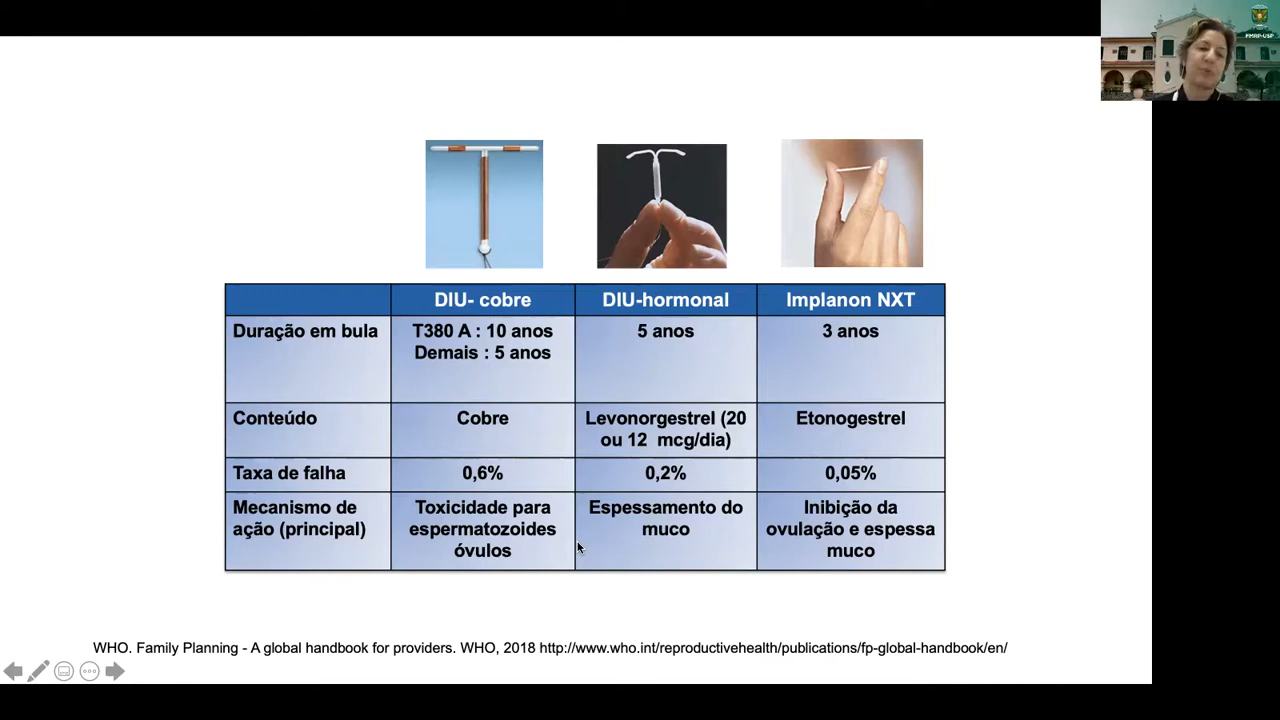 FMRP-USP
DIU- cobre DIU-hormonal Implanon NXT
Duração em bula T380 A : 10 anos 5 anos 3 anos
Demais : 5 anos
Conteúdo Cobre Levonorgestrel (20 Etonogestrel
ou 12 mcg/dia)
Taxa de falha 0,6% 0,2% 0,05%
Mecanismo de Toxicidade para Espessamento do Inibição da
ação (principal) espermatozoides muco ovulação e espessa
óvulos muco
WHO. Family Planning - A global handbook for providers. WHO, 2018 http://www.who.int/reproductivehealth/publications/fp-global-handbook/en/